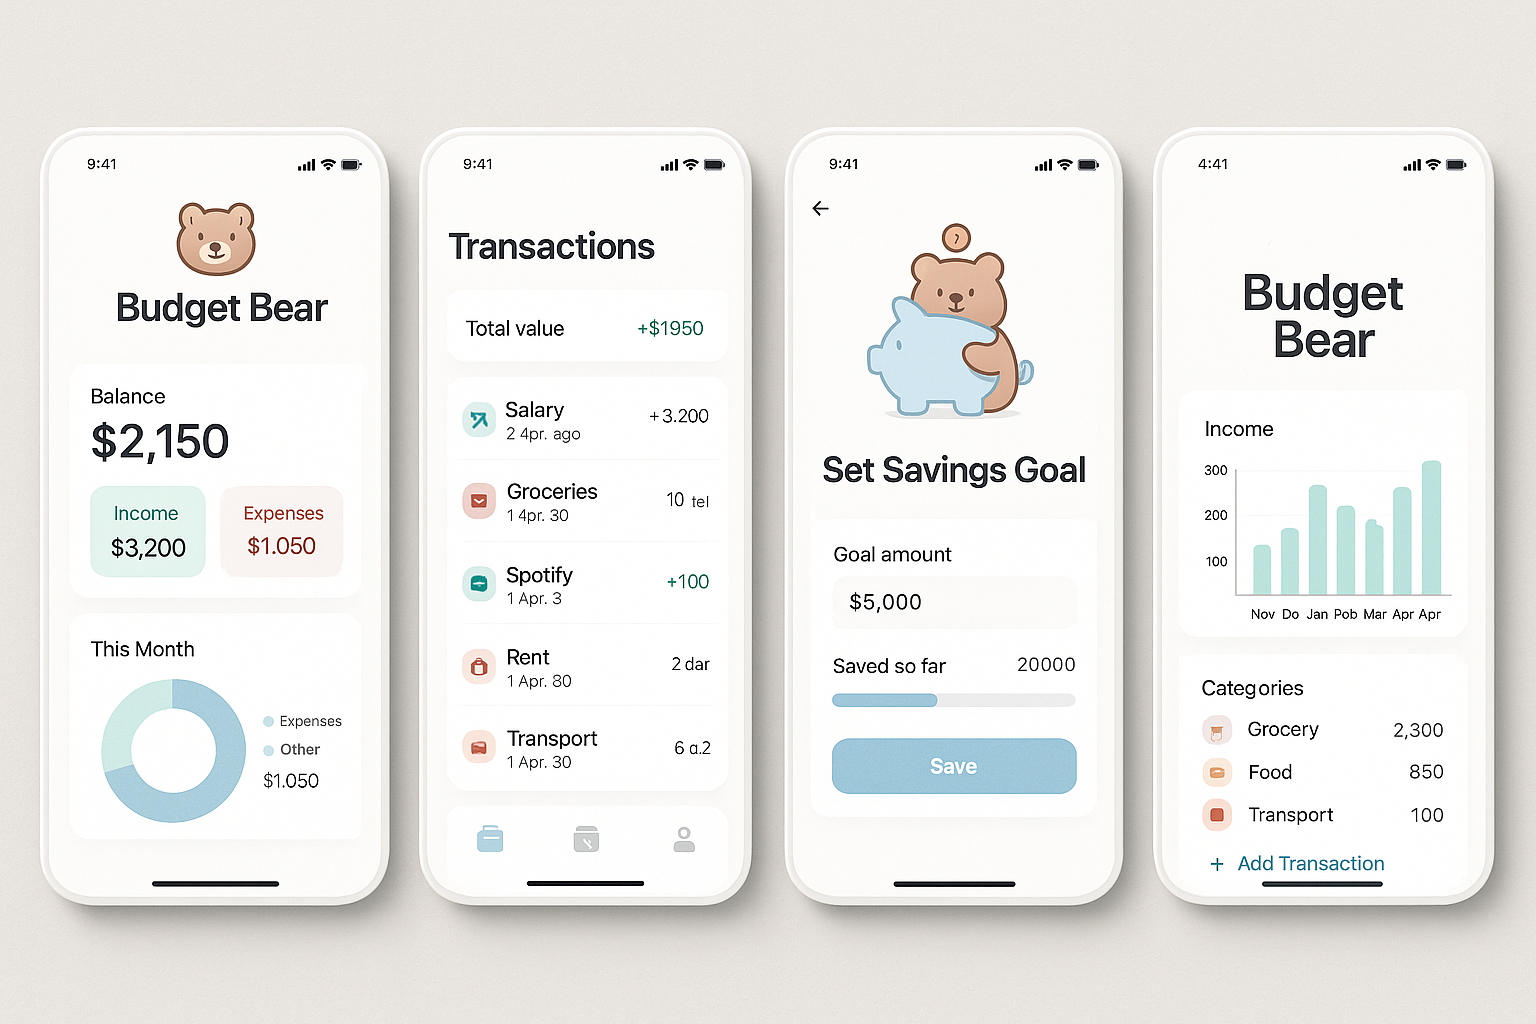 9:41
Budget Bear
Balance
$2,150
Income
$3,200
Expenses
$1.050
This Month
Expenses
Other
$1.050
9:41
Transactions
Total value +$1950
Salary +3.200
2 4pr. ago
Groceries 10 tel
1 4pr. 30
Spotify +100
1 Apr. 3
Rent 2 dar
1 Apr. 80
Transport 6 a.2
1 Apr. 30
9:41
Set Savings Goal
Goal amount
$5,000
Saved so far 20000
Save
4:41
Budget
Bear
Income
300
200
100
Nov Do Jan Pob Mar Apr Apr
Categories
Grocery 2,300
Food 850
Transport 100
+ Add Transaction